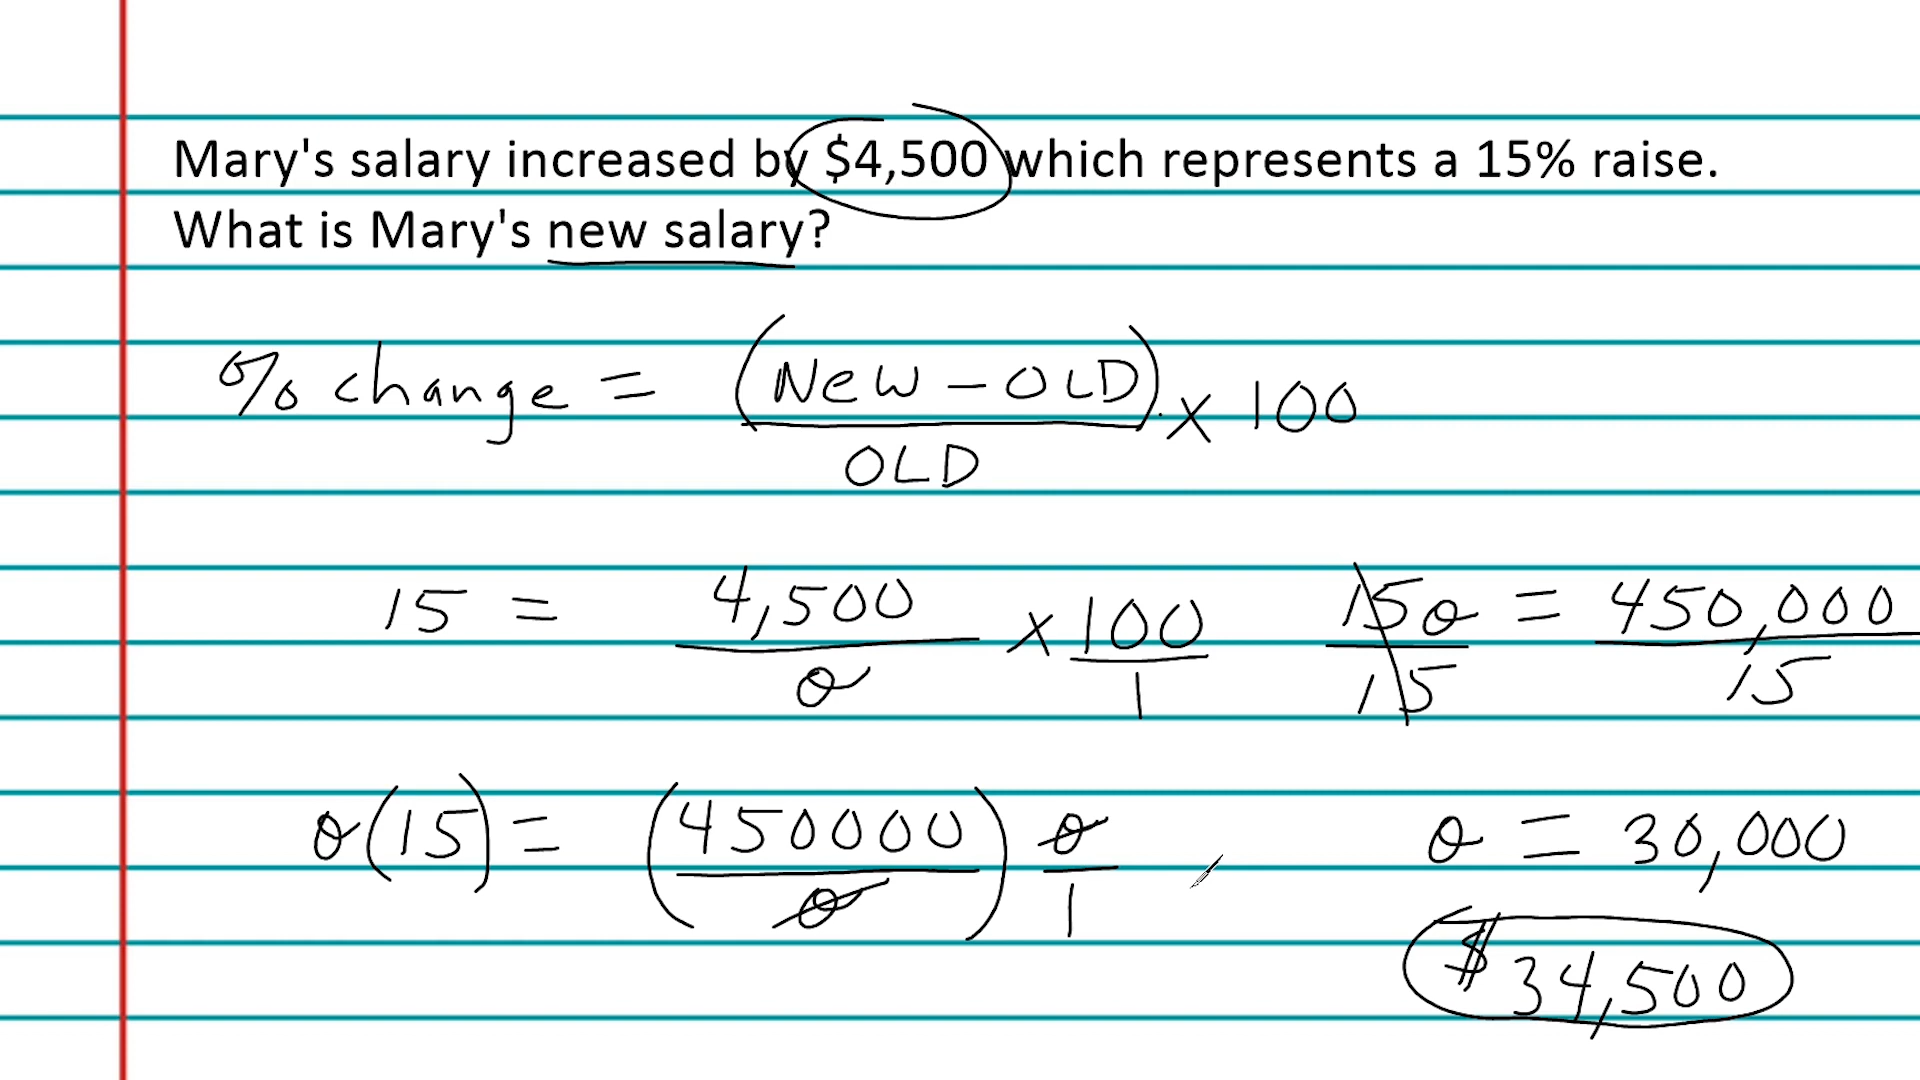 Mary's salary increased by $4,500 which represents a 15% raise.
What is Mary's new salary?
% change = (New - OLD) x 100
OLD
15 = 4,500 x 100
o 1
15o = 450,000
15 15
o(15) = (450000) o
o 1
o = 30,000
$34,500